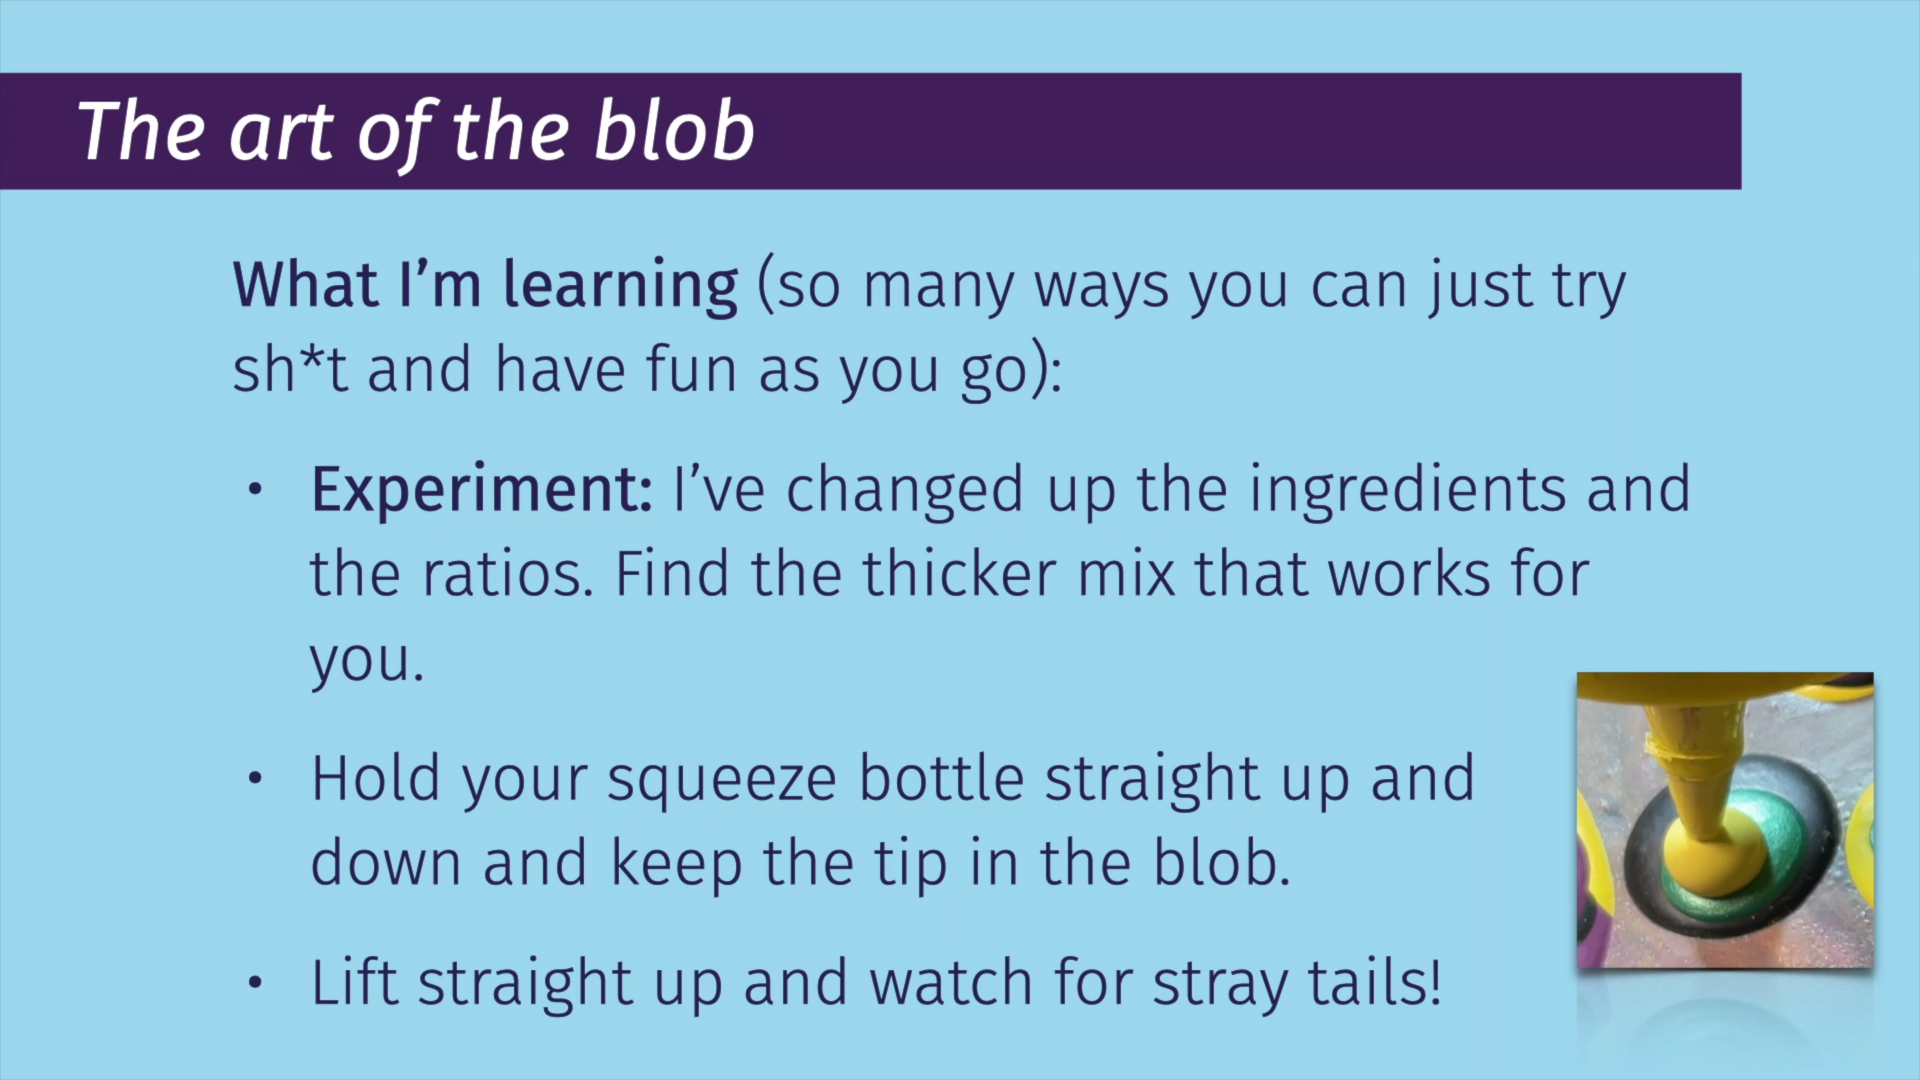 The art of the blob
What I’m learning (so many ways you can just try
sh*t and have fun as you go):
• Experiment: I’ve changed up the ingredients and
the ratios. Find the thicker mix that works for
you.
• Hold your squeeze bottle straight up and
down and keep the tip in the blob.
• Lift straight up and watch for stray tails!